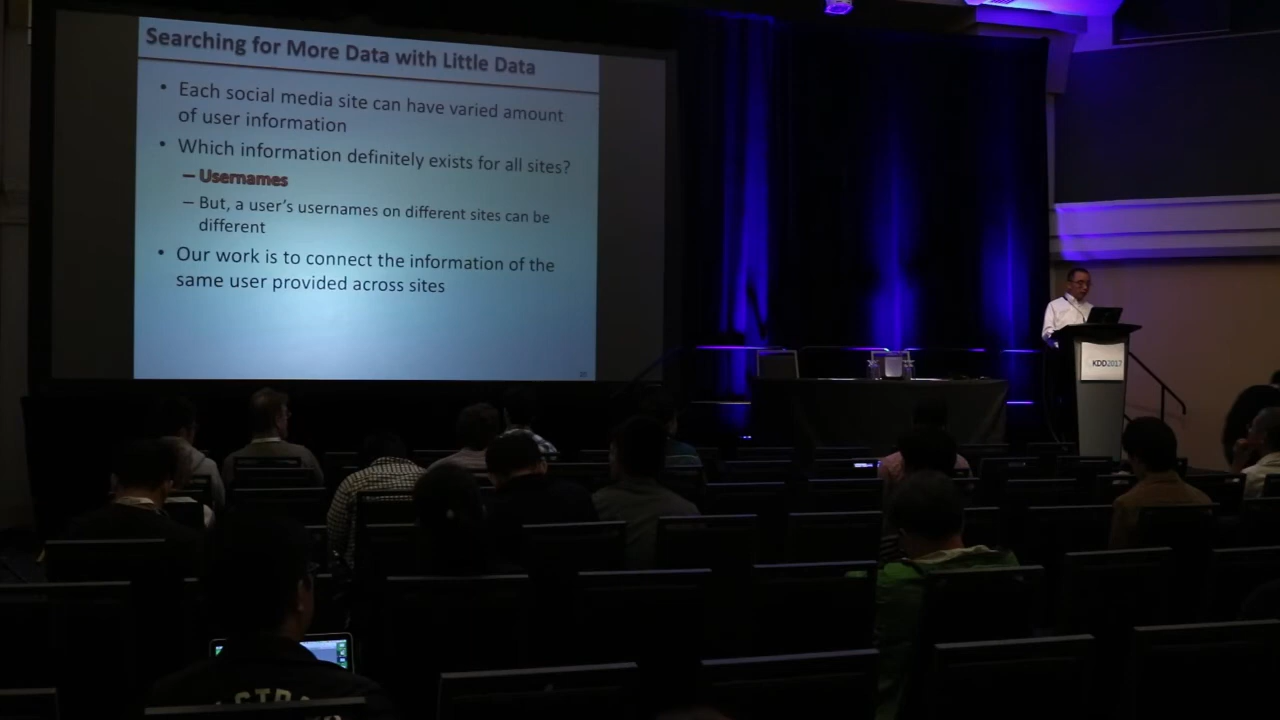 Searching for More Data with Little Data
• Each social media site can have varied amount
of user information
• Which information definitely exists for all sites?
– Usernames
– But, a user's usernames on different sites can be
different
• Our work is to connect the information of the
same user provided across sites
KDD2017